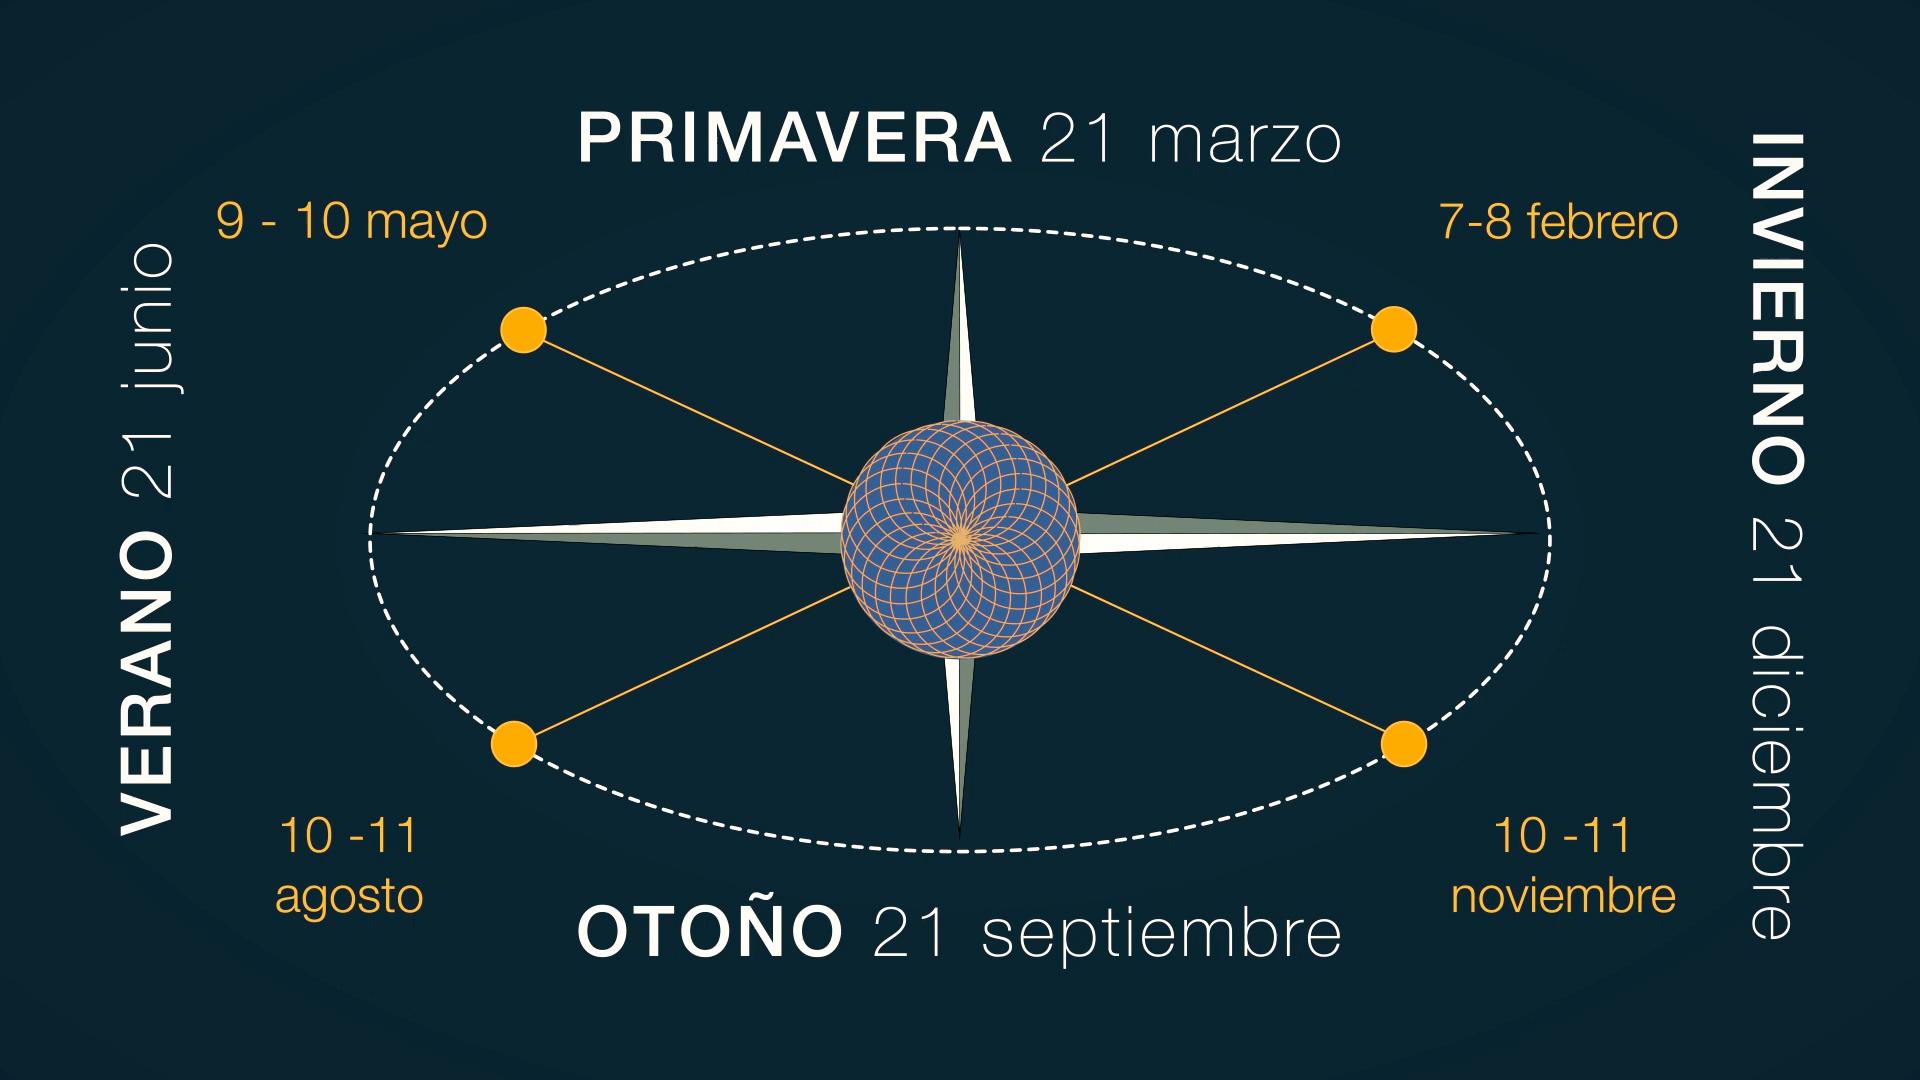 PRIMAVERA 21 marzo
9 - 10 mayo
7-8 febrero
VERANO 21 junio
INVIERNO 21 diciembre
10 -11
agosto
10 -11
noviembre
OTOÑO 21 septiembre